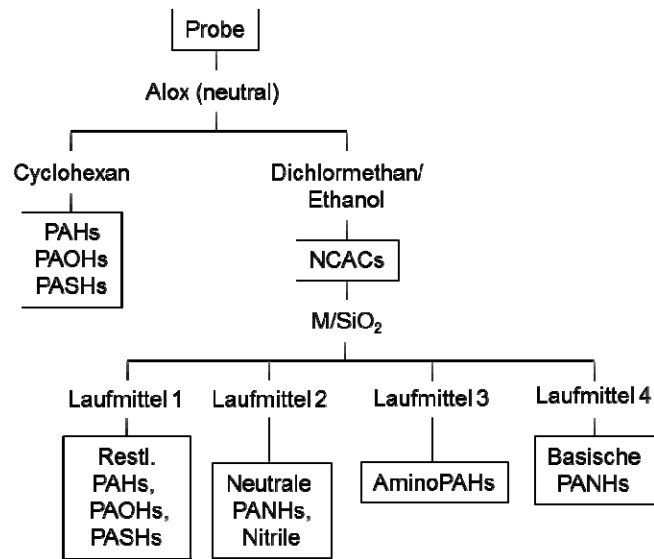 Probe
Alox (neutral)
Cyclohexan
Dichlormethan/
Ethanol
PAHs
PAOHs
PASHs
NCACs
M/SiO₂
Laufmittel 1
Laufmittel 2
Laufmittel 3
Laufmittel 4
Restl.
PAHs,
PAOHs,
PASHs
Neutrale
PANHs,
Nitrile
AminoPAHs
Basische
PANHs